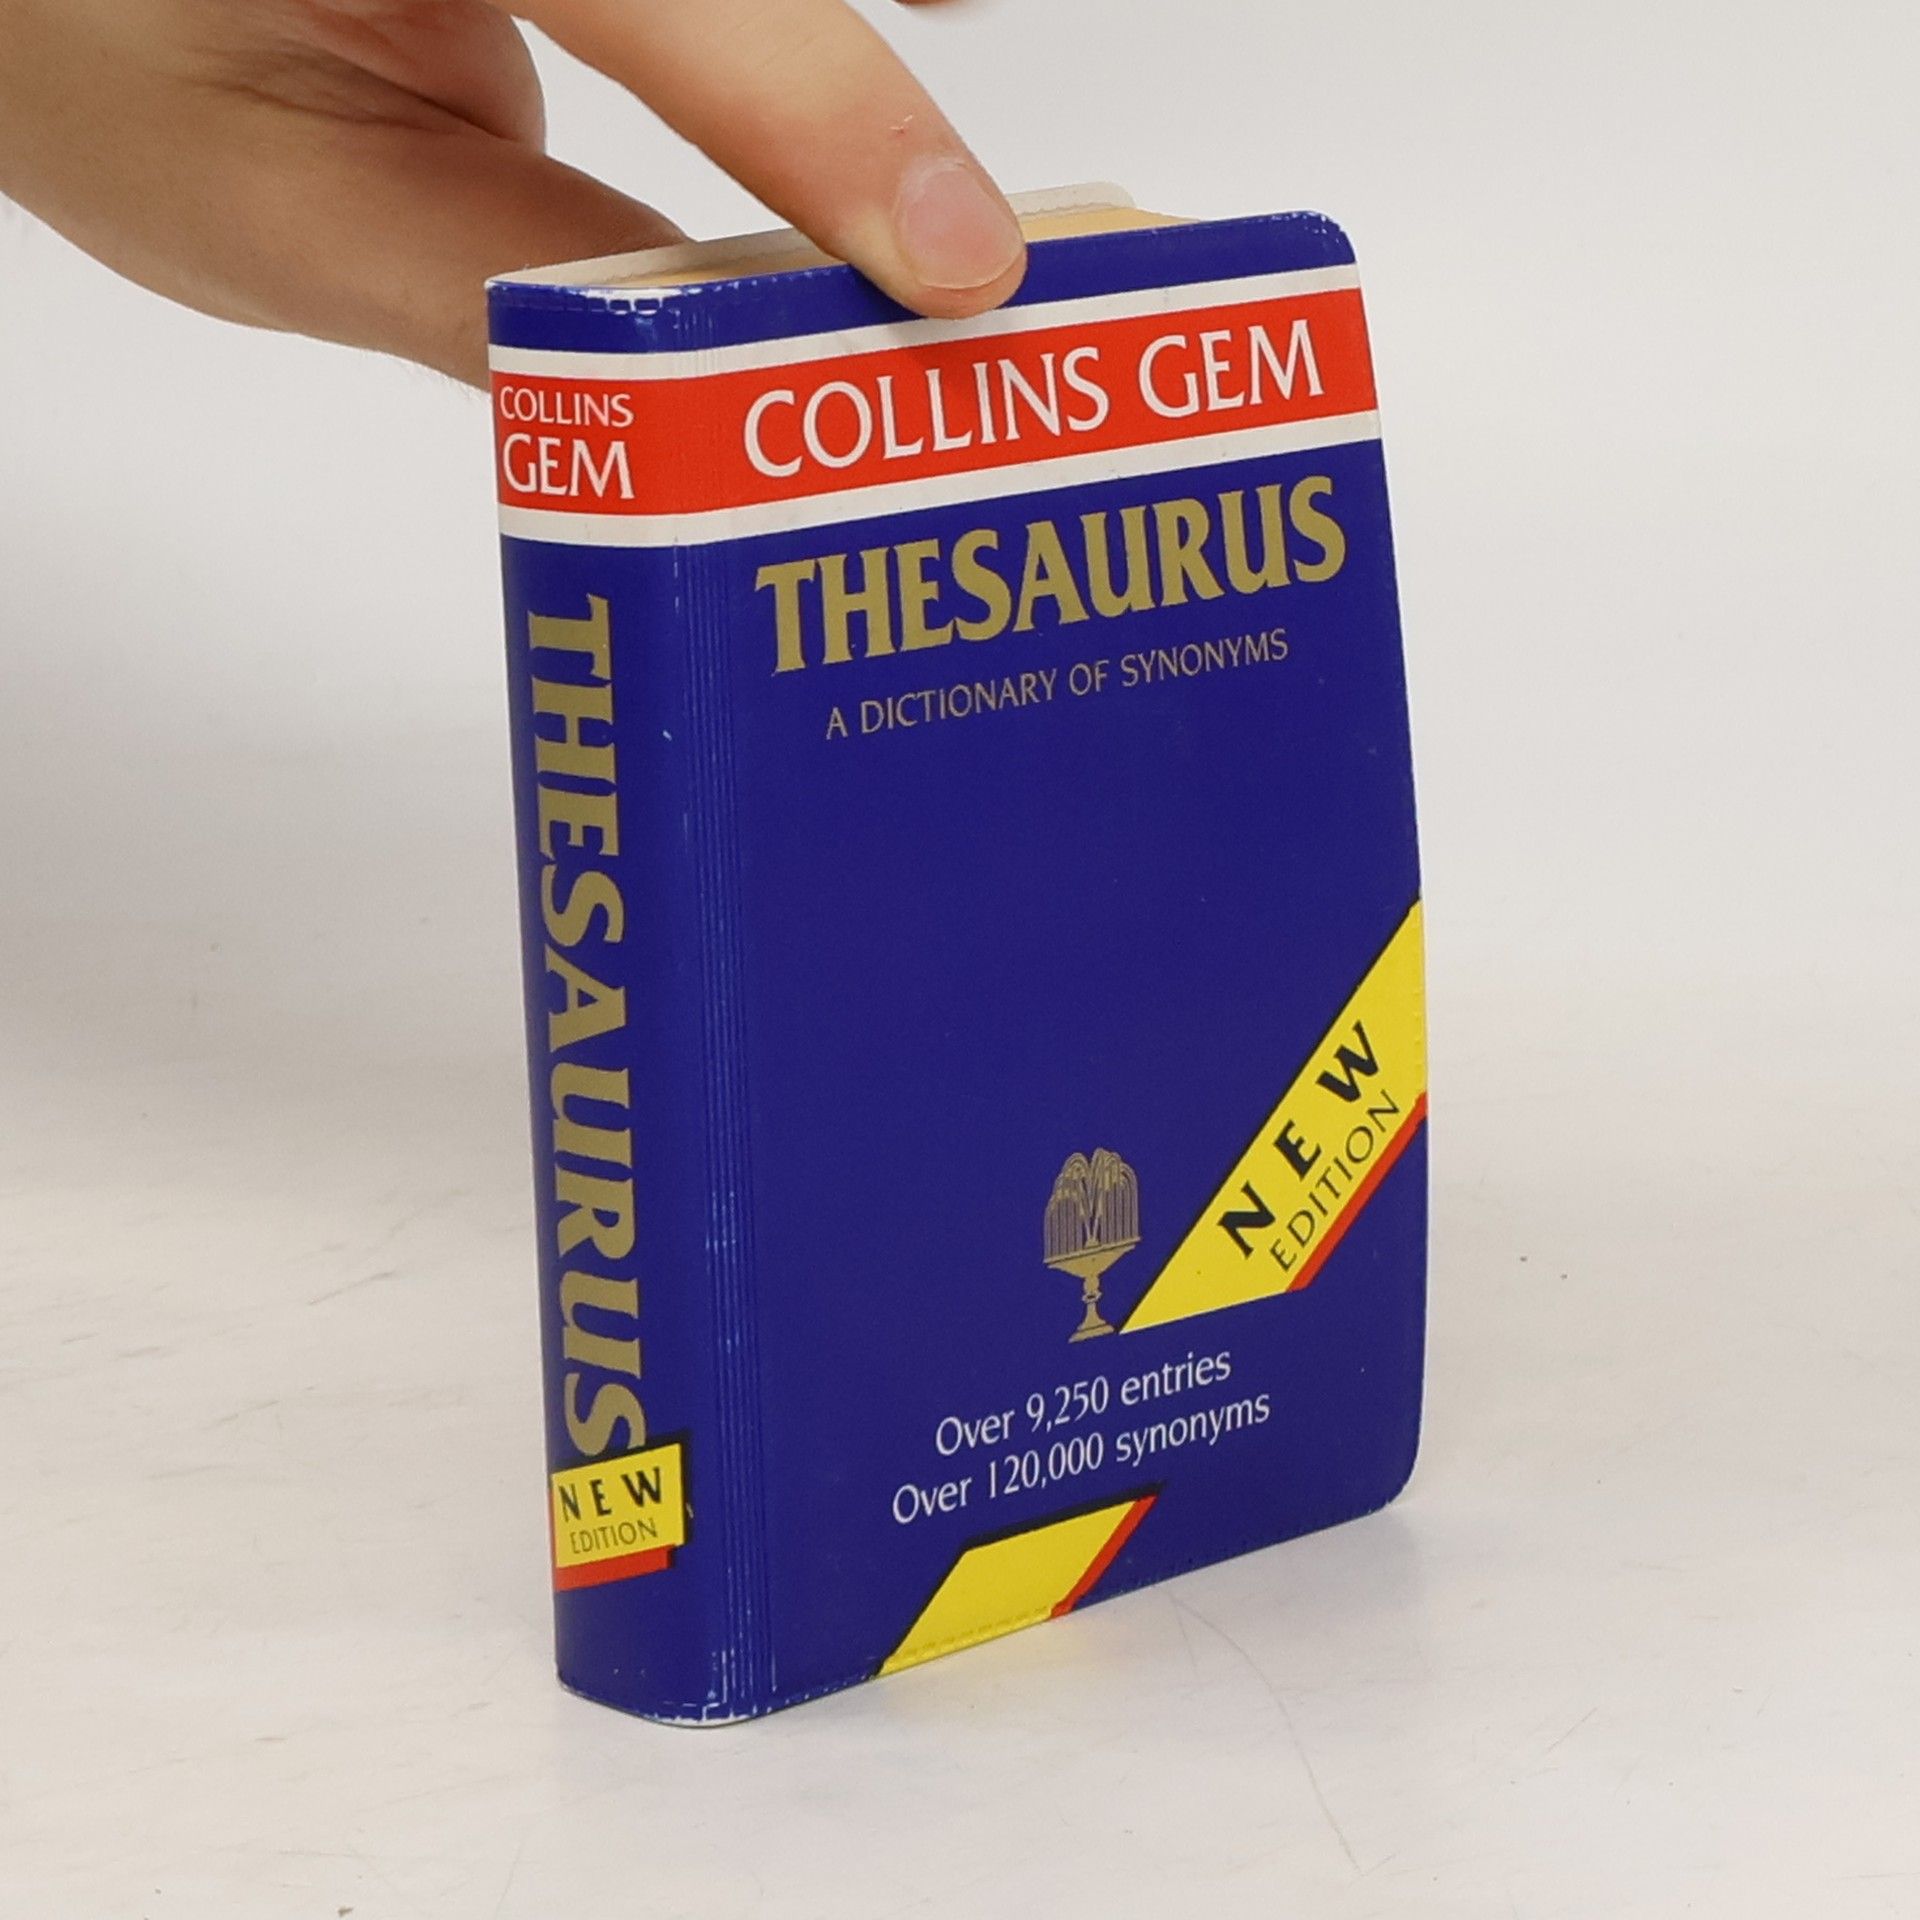 COLLINS
GEM
THESAURUS
NEW
EDITION
COLLINS GEM
THESAURUS
A DICTIONARY OF SYNONYMS
NEW
EDITION
Over 9,250 entries
Over 120,000 synonyms